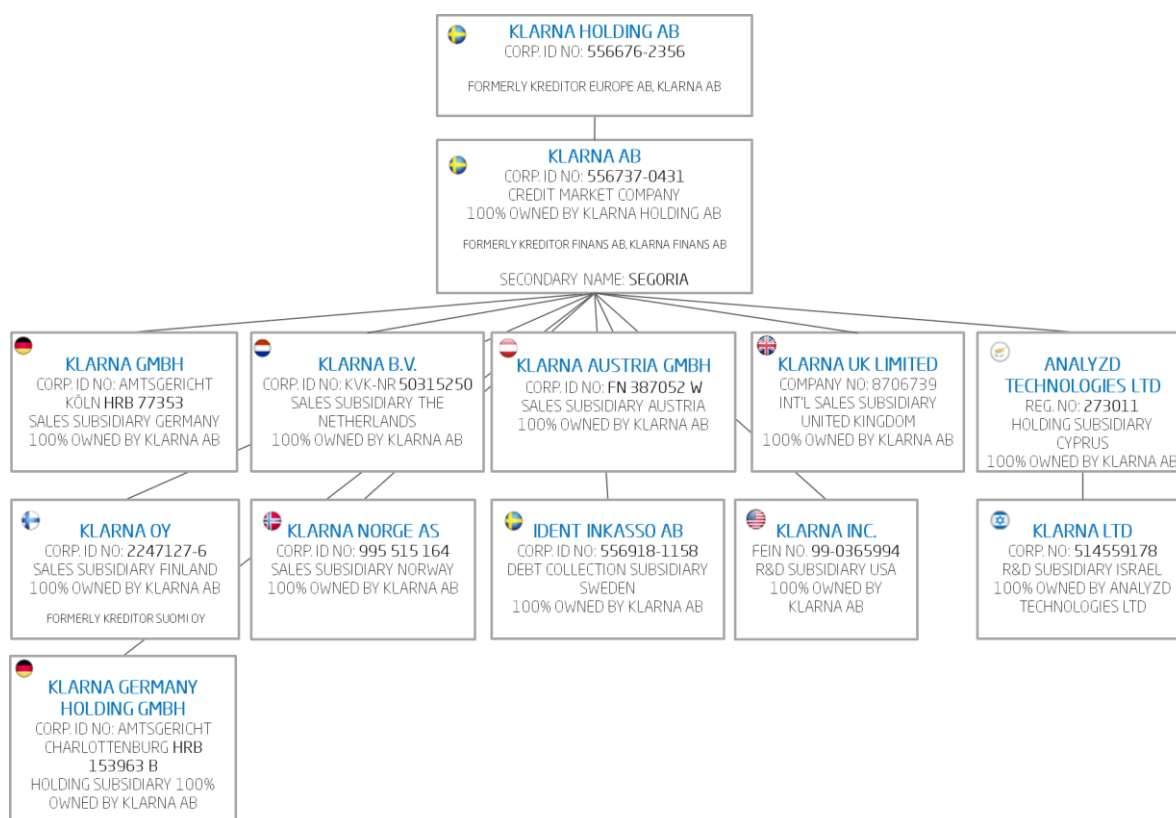 KLARNA HOLDING AB
CORP. ID NO: 556676-2356
FORMERLY KREDITOR EUROPE AB, KLARNA AB
KLARNA AB
CORP. ID NO: 556737-0431
CREDIT MARKET COMPANY
100% OWNED BY KLARNA HOLDING AB
FORMERLY KREDITOR FINANS AB, KLARNA FINANS AB
SECONDARY NAME: SEGORIA
KLARNA GMBH
CORP. ID NO: AMTSGERICHT
KÖLN HRB 77353
SALES SUBSIDIARY GERMANY
100% OWNED BY KLARNA AB
KLARNA B.V.
CORP. ID NO: KVK-NR 50315250
SALES SUBSIDIARY THE
NETHERLANDS
100% OWNED BY KLARNA AB
KLARNA AUSTRIA GMBH
CORP. ID NO: FN 387052 W
SALES SUBSIDIARY AUSTRIA
100% OWNED BY KLARNA AB
KLARNA UK LIMITED
COMPANY NO: 8706739
INT'L SALES SUBSIDIARY
UNITED KINGDOM
100% OWNED BY KLARNA AB
ANALYZD
TECHNOLOGIES LTD
REG. NO: 273011
HOLDING SUBSIDIARY
CYPRUS
100% OWNED BY KLARNA AB
KLARNA OY
CORP. ID NO: 2247127-6
SALES SUBSIDIARY FINLAND
100% OWNED BY KLARNA AB
FORMERLY KREDITOR SUOMI OY
KLARNA NORGE AS
CORP. ID NO: 995 515 164
SALES SUBSIDIARY NORWAY
100% OWNED BY KLARNA AB
IDENT INKASSO AB
CORP. ID NO: 556918-1158
DEBT COLLECTION SUBSIDIARY
SWEDEN
100% OWNED BY KLARNA AB
KLARNA INC.
FEIN NO. 99-0365994
R&D SUBSIDIARY USA
100% OWNED BY
KLARNA AB
KLARNA LTD
CORP. NO: 514559178
R&D SUBSIDIARY ISRAEL
100% OWNED BY ANALYZD
TECHNOLOGIES LTD
KLARNA GERMANY
HOLDING GMBH
CORP. ID NO: AMTSGERICHT
CHARLOTTENBURG HRB
153963 B
HOLDING SUBSIDIARY 100%
OWNED BY KLARNA AB